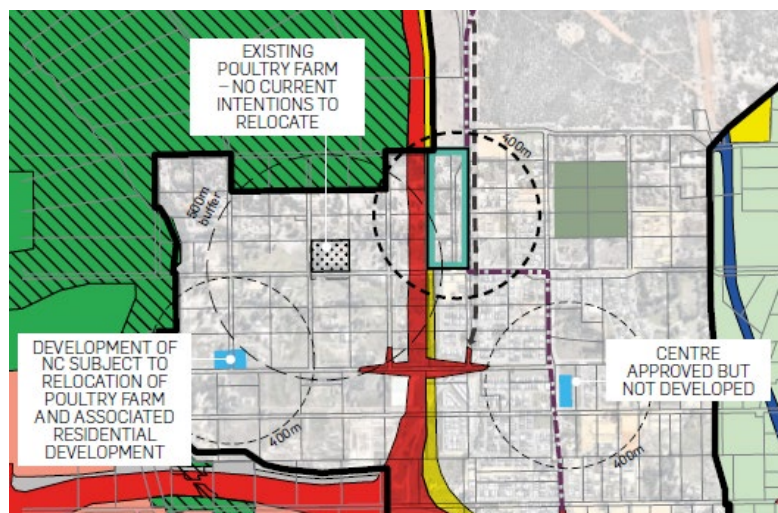 EXISTING
POULTRY FARM
– NO CURRENT
INTENTIONS TO
RELOCATE
400m
500m
buffer
DEVELOPMENT OF
NC SUBJECT TO
RELOCATION OF
POULTRY FARM
AND ASSOCIATED
RESIDENTIAL
DEVELOPMENT
400m
CENTRE
APPROVED BUT
NOT DEVELOPED
400m